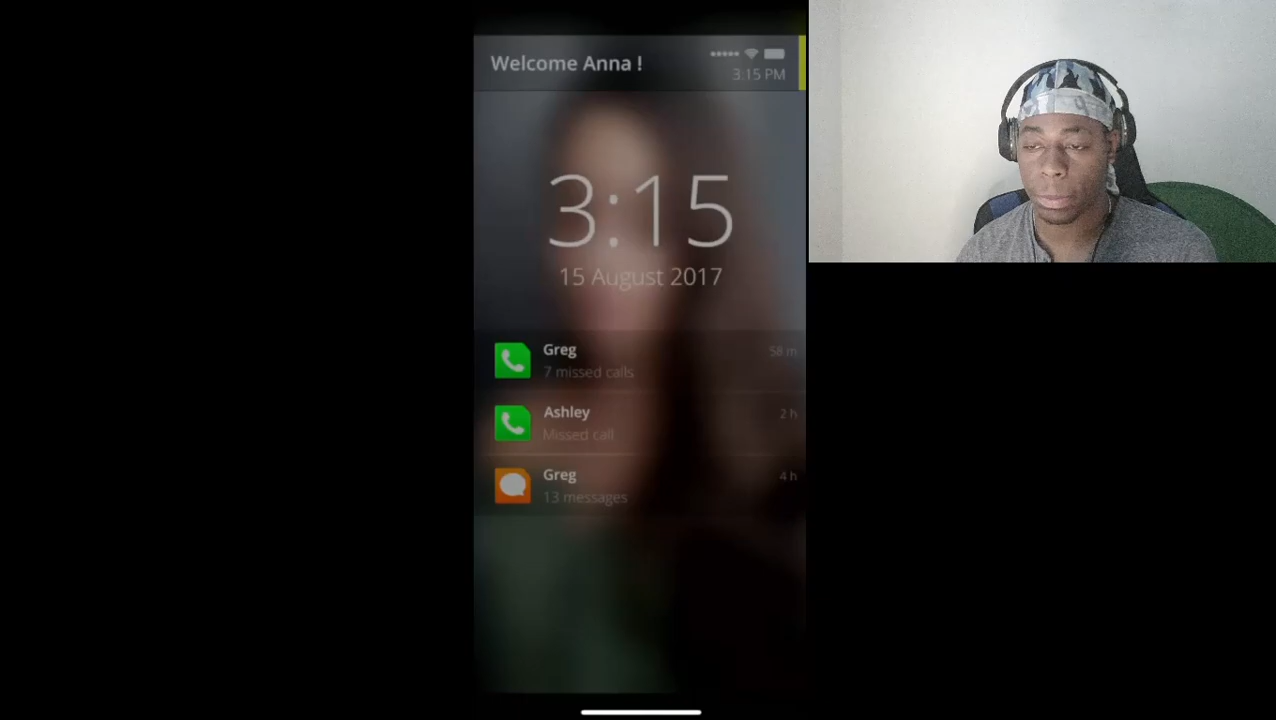 Welcome Anna !
3:15 PM
3:15
15 August 2017
Greg
58 m
7 missed calls
Ashley
2 h
Missed call
Greg
4 h
13 messages